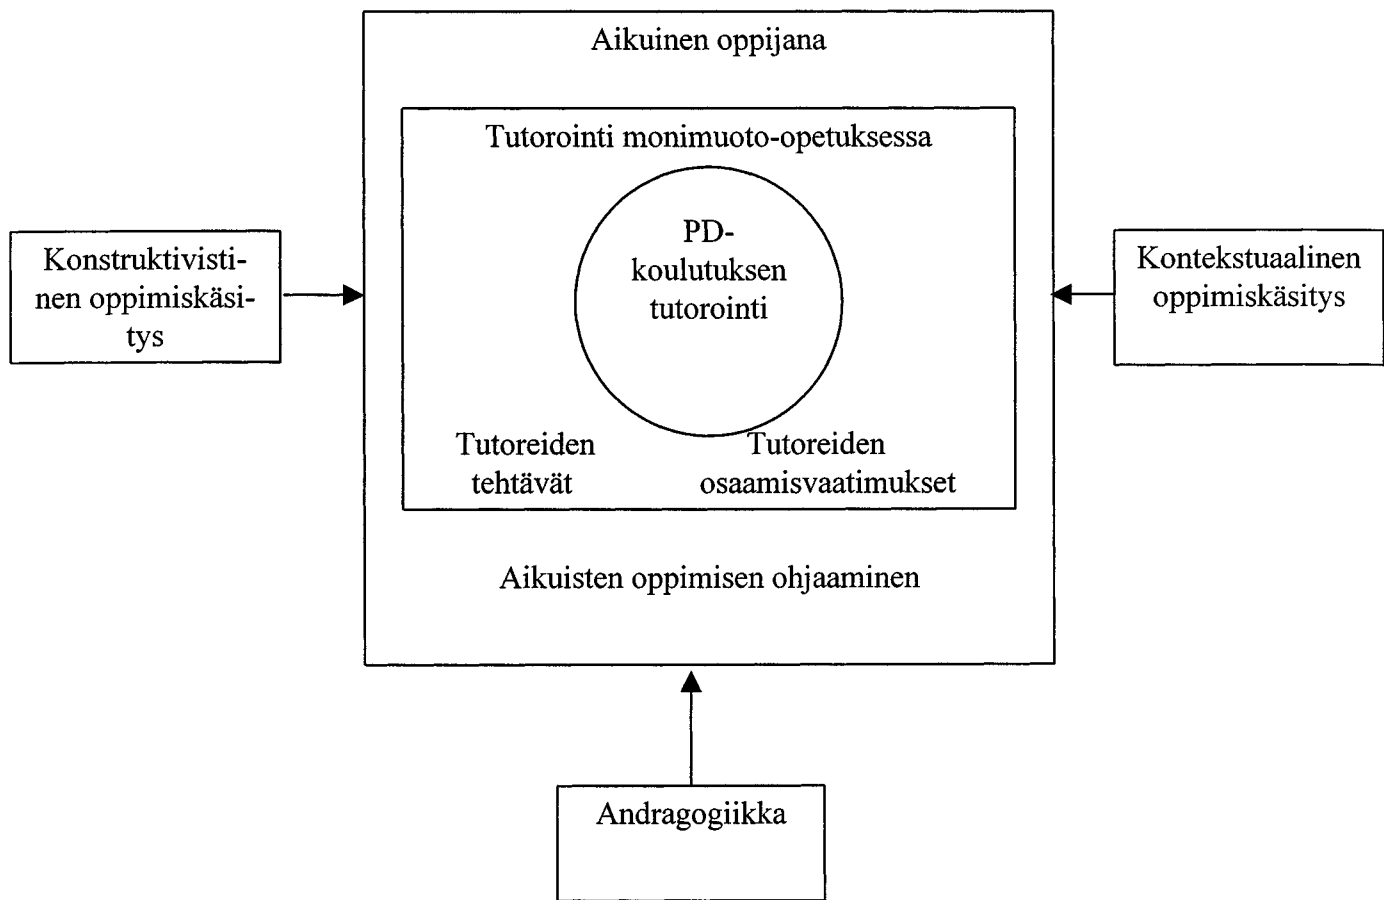 Aikuinen oppijana
Tutorointi monimuoto-opetuksessa
PD-
koulutuksen
tutorointi
Konstruktivisti-
nen oppimiskäsi-
tys
Kontekstuaalinen
oppimiskäsitys
Tutoreiden
tehtävät
Tutoreiden
osaamisvaatimukset
Aikuisten oppimisen ohjaaminen
Andragogiikka